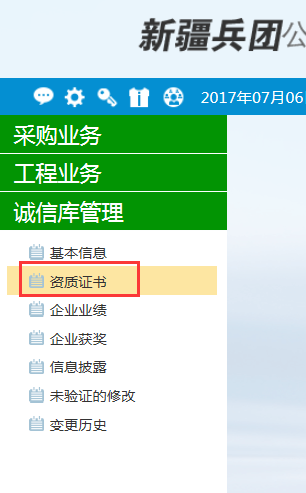 新疆兵团公
2017年07月06
采购业务
工程业务
诚信库管理
基本信息
资质证书
企业业绩
企业获奖
信息披露
未验证的修改
变更历史